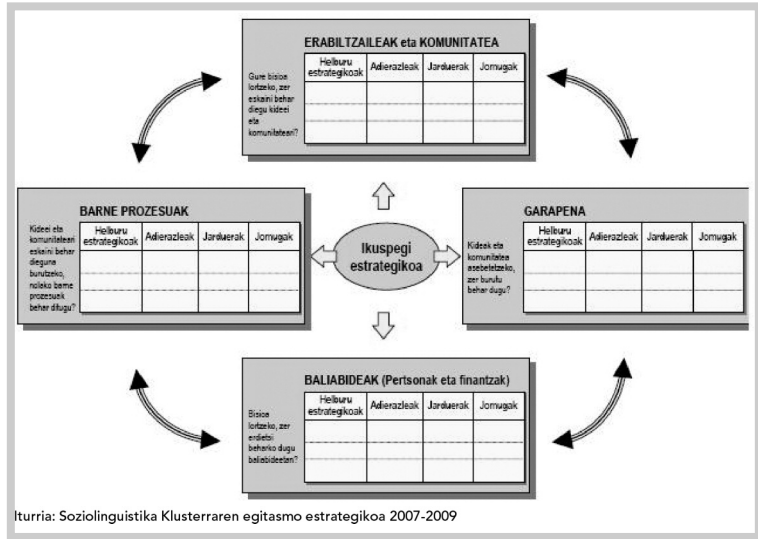 ERABILTZAILEAK eta KOMUNITATEA
Gure bisioa
lortzeko, zer
eskaini behar
diegu kideei
eta
komunitateari?
Helburu
estrategikoak
Adierazleak
Jarduerak
Jomugak
BARNE PROZESUAK
Kideei eta
komunitateari
eskaini behar
dieguna
burutzeko,
nolako barne
prozesuak
behar ditugu?
Helburu
estrategikoak
Adierazleak
Jarduerak
Jomugak
Ikuspegi
estrategikoa
GARAPENA
Kideak eta
komunitatea
asebetetzeko,
zer burutu
behar dugu?
Helburu
estrategikoak
Adierazleak
Jarduerak
Jomugak
BALIABIDEAK (Pertsonak eta finantzak)
Bisioa
lortzeko, zer
erdietsi
beharko dugu
baliabideetan?
Helburu
estrategikoak
Adierazleak
Jarduerak
Jomugak
Iturria: Soziolinguistika Klusterraren egitasmo estrategikoa 2007-2009